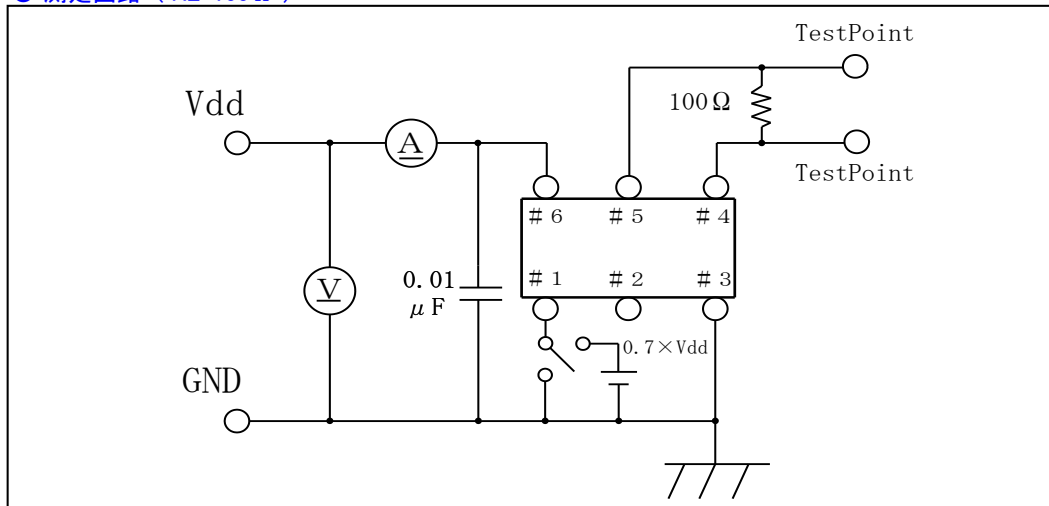 TestPoint
100Ω
Vdd
A
TestPoint
#6 #5 #4
#1 #2 #3
V
0.01
μF
0.7×Vdd
GND